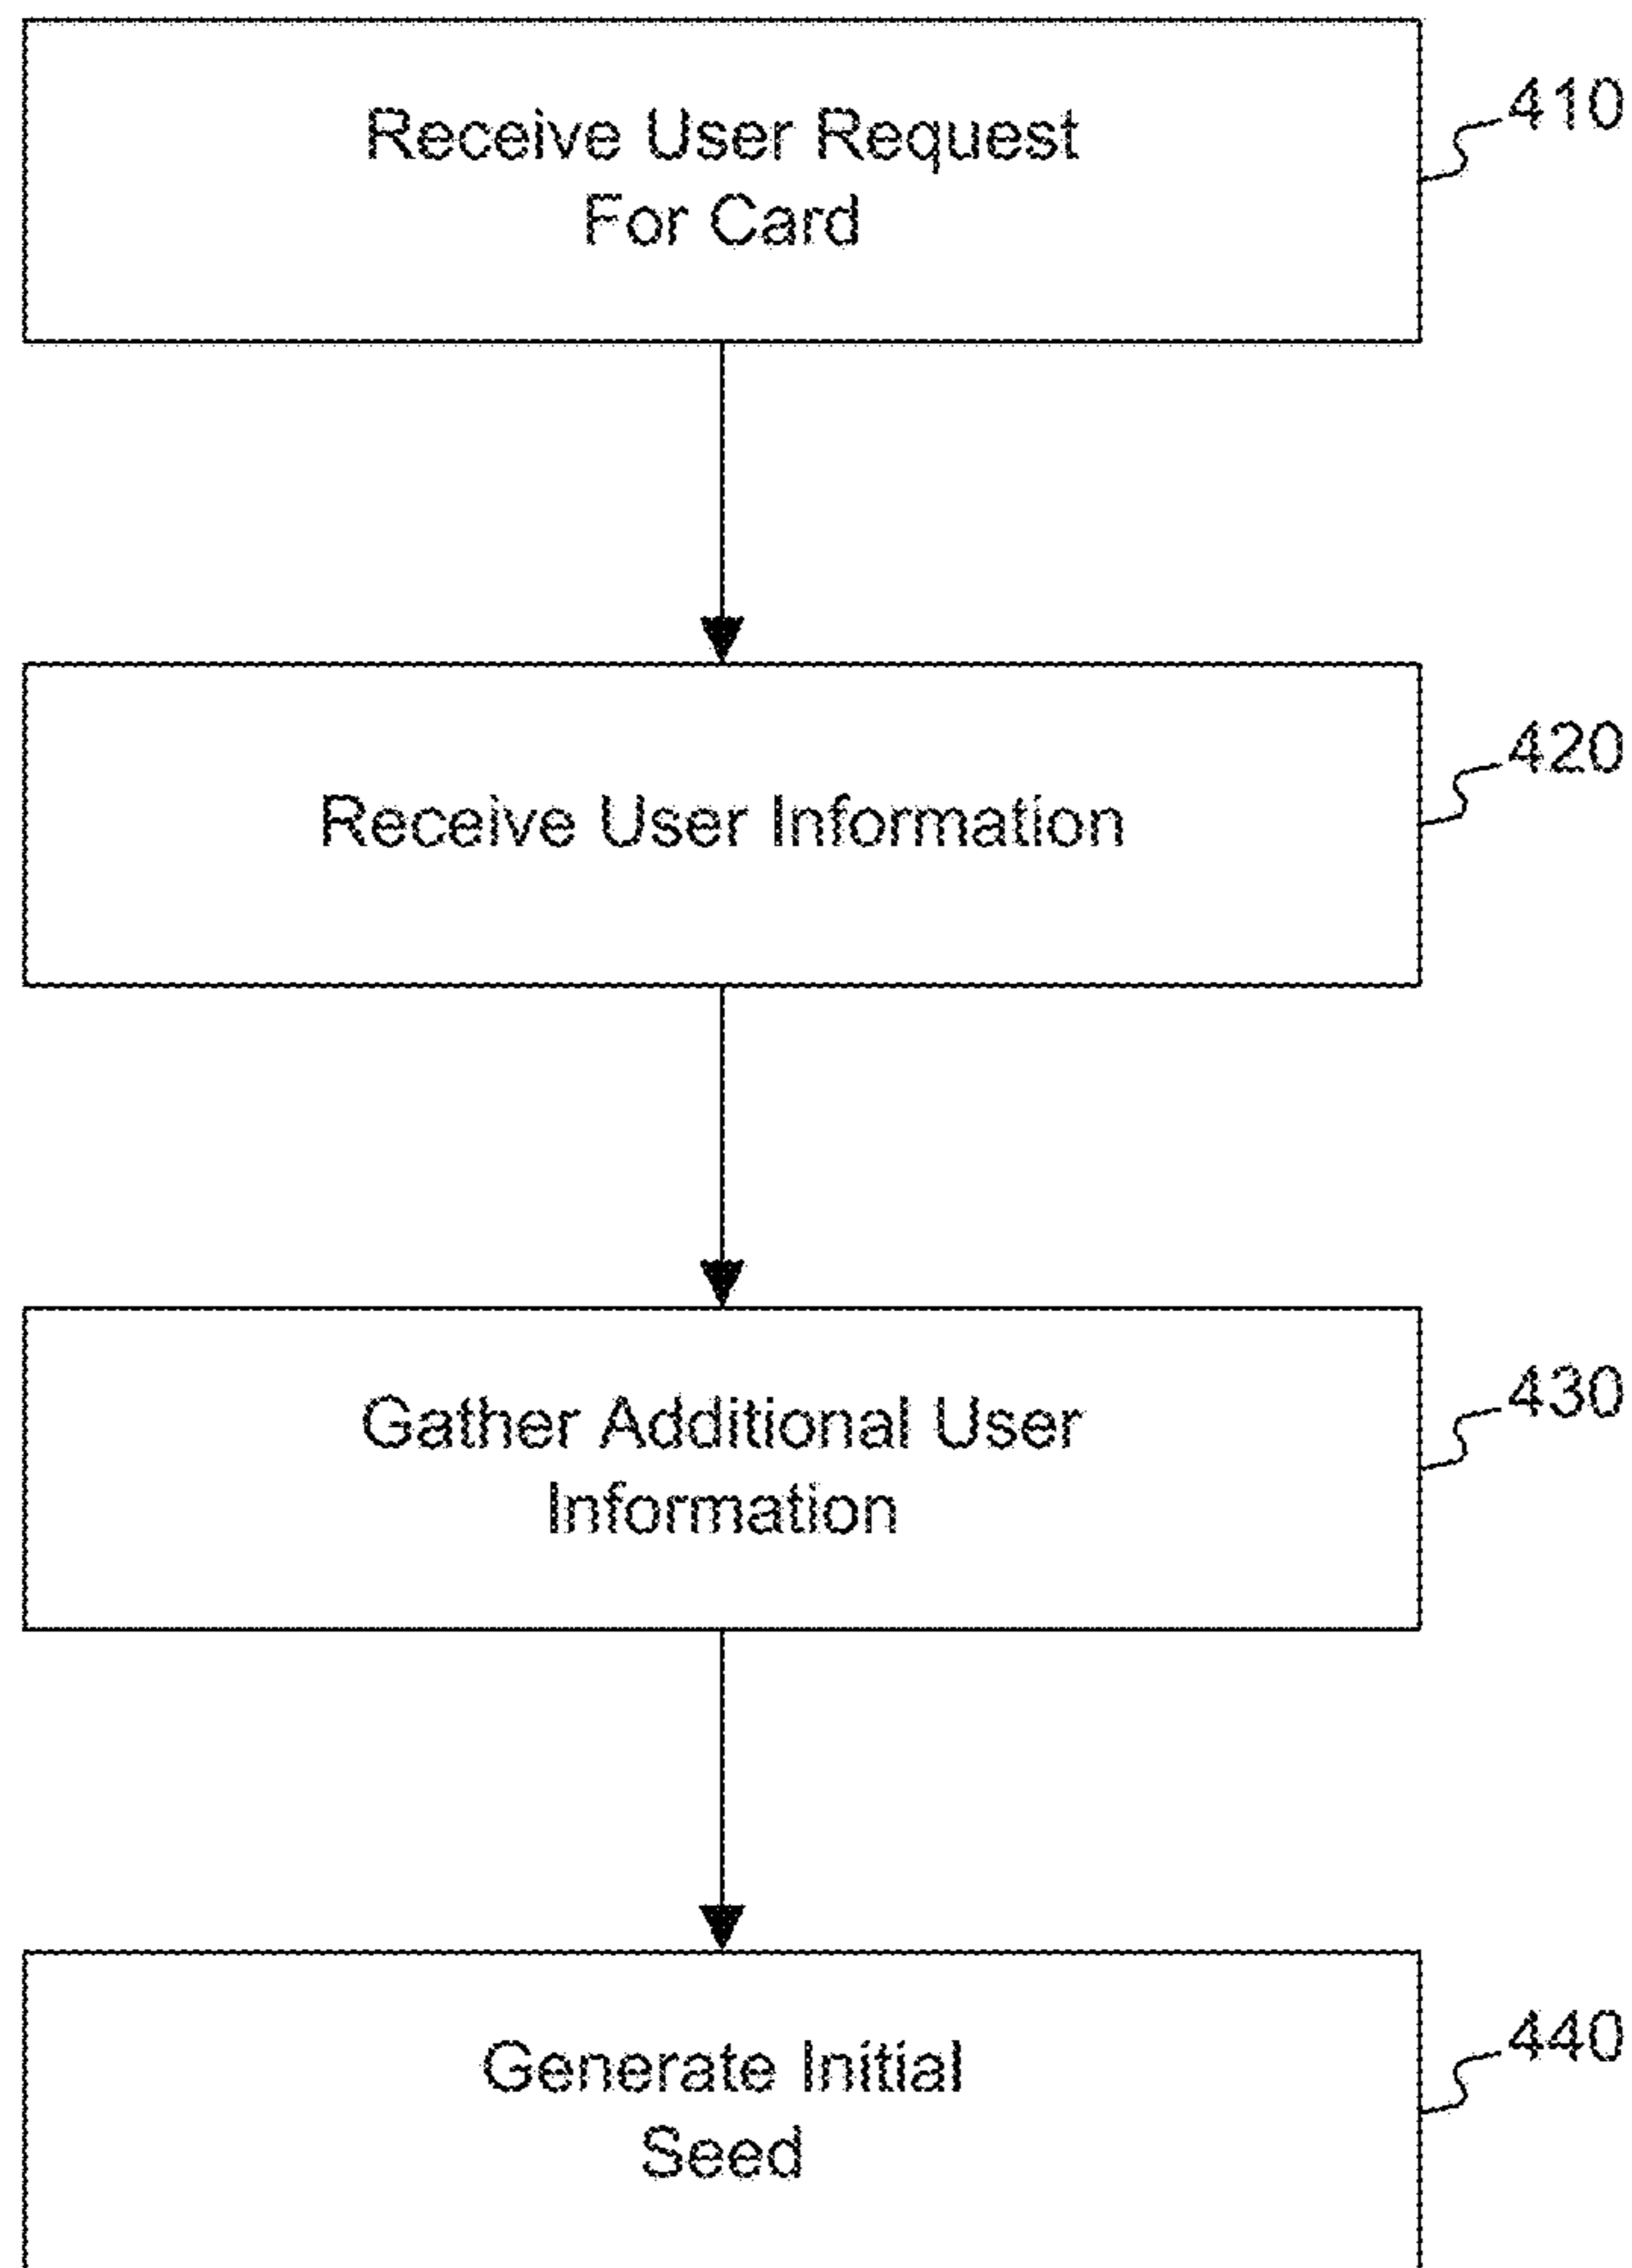 Receive User Request
For Card
410
Receive User Information
420
Gather Additional User
Information
430
Generate Initial
Seed
440